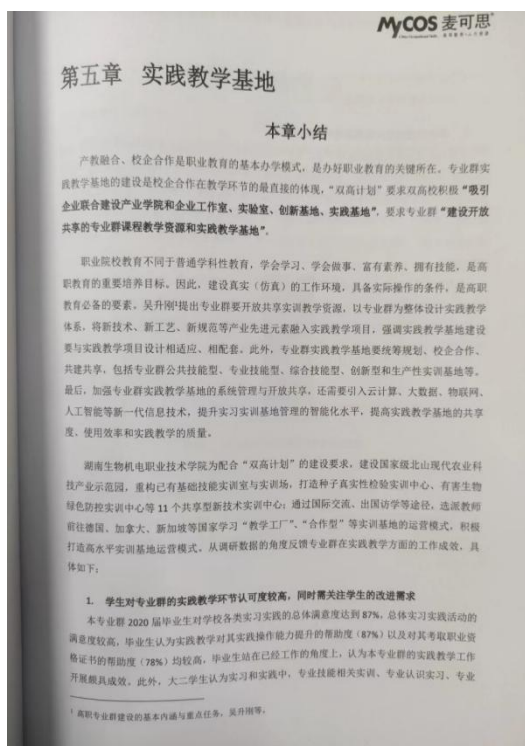 MyCOS 麦可思
第五章 实践教学基地
本章小结
产教融合、校企合作是职业教育的基本办学模式，是办好职业教育的关键所在。专业群实
践教学基地的建设是校企合作在教学环节的最直接的体现，“双高计划”要求双高校积极“吸引
企业联合建设产业学院和企业工作室、实验室、创新基地、实践基地”，要求专业群“建设开放
共享的专业群课程教学资源和实践教学基地”。
职业院校教育不同于普通学科性教育，学会学习、学会做事、富有素养、拥有技能，是高
职教育的重要培养目标。因此，建设真实（仿真）的工作环境，具备实际操作的条件，是高职
教育必备的要素。吴升刚¹提出专业群要开放共享实训教学资源，以专业群为整体设计实践教学
体系，将新技术、新工艺、新规范等产业先进元素融入实践教学项目，强调实践教学基地建设
要与实践教学项目设计相适应、相配套。此外，专业群实践教学基地要统筹规划、校企合作、
共建共享，包括专业群公共技能型、专业技能型、综合技能型、创新型和生产性实训基地等。
最后，加强专业群实践教学基地的系统管理与开放共享，还需要引入云计算、大数据、物联网、
人工智能等新一代信息技术，提升实习实训基地管理的智能化水平，提高实践教学基地的共享
度、使用效率和实践教学的质量。
湖南生物机电职业技术学院为配合“双高计划”的建设要求，建设国家级北山现代农业科
技产业示范园，重构已有基础技能实训室与实训场，打造种子真实性检验实训中心、有害生物
绿色防控实训中心等 11 个共享型新技术实训中心；通过国际交流、出国访学等途径，选派教师
前往德国、加拿大、新加坡等国家学习“教学工厂”、“合作型”等实训基地的运营模式，积极
打造高水平实训基地运营模式。从调研数据的角度反馈专业群在实践教学方面的工作成效，具
体如下：
1. 学生对专业群的实践教学环节认可度较高，同时需关注学生的改进需求
本专业群 2020 届毕业生对学校各类实习实践的总体满意度达到 87%，总体实习实践活动的
满意度较高，毕业生认为实践教学对其实践操作能力提升的帮助度（87%）以及对其考取职业资
格证书的帮助度（78%）均较高，毕业生站在已经工作的角度上，认为本专业群的实践教学工作
开展颇具成效。此外，大二学生认为实习和实践中，专业技能相关实训、专业认识实习、专业
¹ 高职专业群建设的基本内涵与重点任务，吴升刚等。